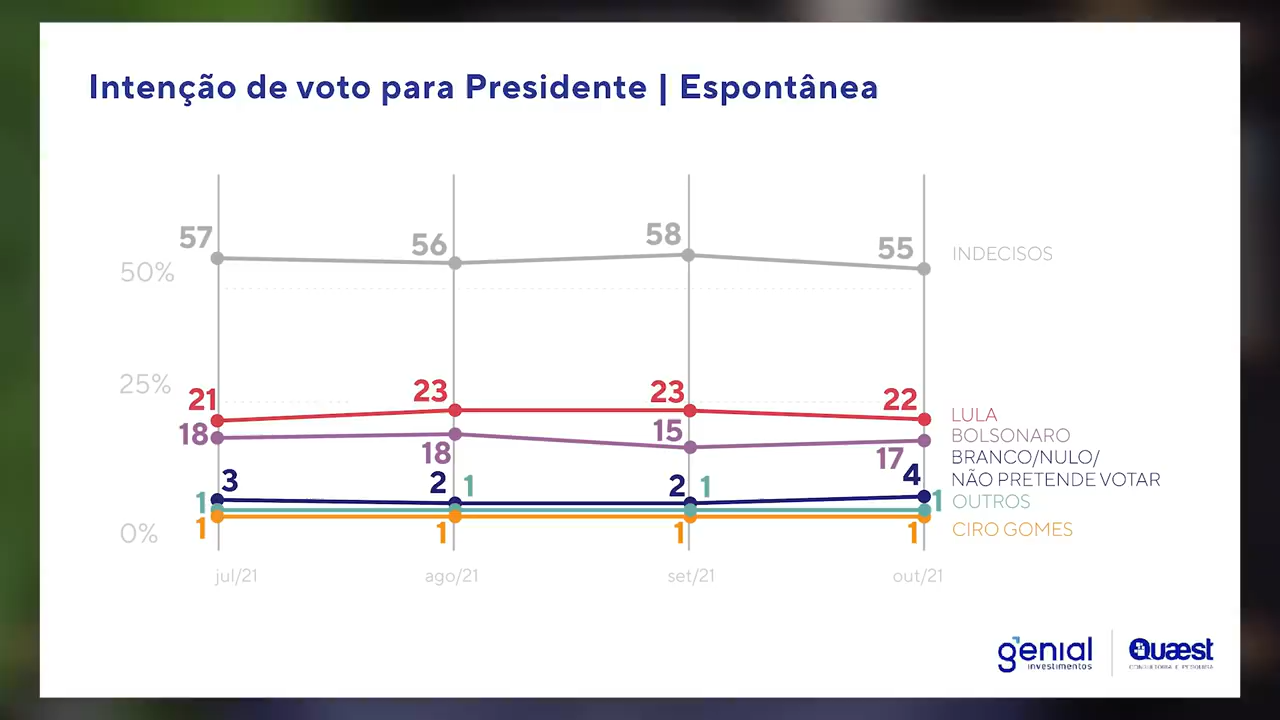 Intenção de voto para Presidente | Espontânea
57
56
58
55
INDECISOS
50%
25%
21
23
23
22
LULA
18
18
15
17
BOLSONARO
BRANCO/NULO/
NÃO PRETENDE VOTAR
3
2
2
4
1
1
1
1
OUTROS
1
1
1
1
CIRO GOMES
0%
jul/21
ago/21
set/21
out/21
genial
investimentos
Quaest
CONSULTORIA E PESQUISA